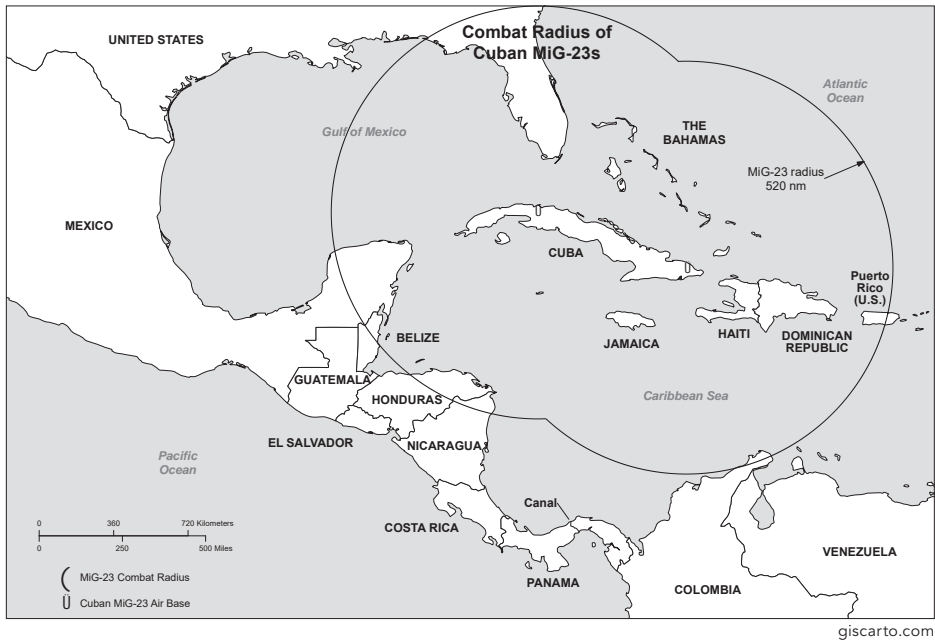 Combat Radius of
Cuban MiG-23s
UNITED STATES
Atlantic
Ocean
Gulf of Mexico
THE
BAHAMAS
MiG-23 radius
520 nm
MEXICO
CUBA
Puerto
Rico
(U.S.)
BELIZE
JAMAICA
HAITI
DOMINICAN
REPUBLIC
GUATEMALA
HONDURAS
Caribbean Sea
EL SALVADOR
NICARAGUA
Pacific
Ocean
Canal
COSTA RICA
VENEZUELA
PANAMA
COLOMBIA
0 360 720 Kilometers
0 250 500 Miles
MiG-23 Combat Radius
Cuban MiG-23 Air Base
giscarto.com